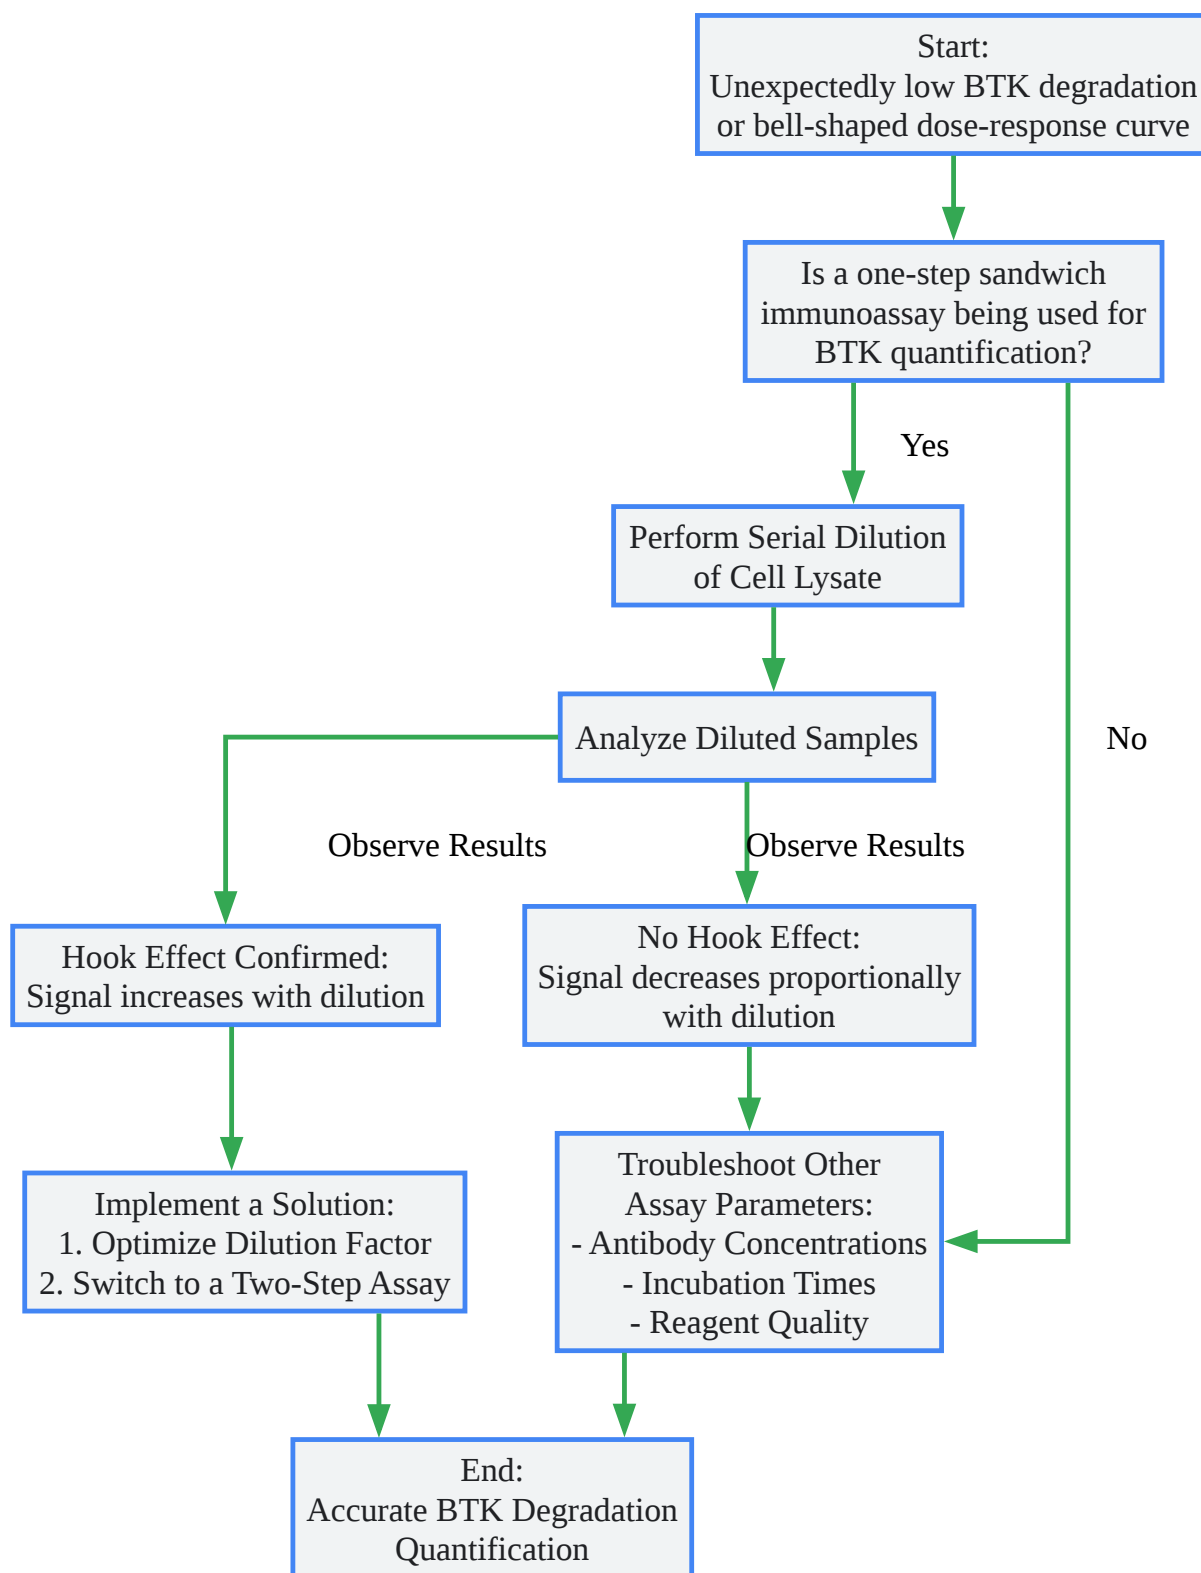 Start:
Unexpectedly low BTK degradation
or bell-shaped dose-response curve
Is a one-step sandwich
immunoassay being used for
BTK quantification?
Yes
Perform Serial Dilution
of Cell Lysate
Analyze Diluted Samples
No
Observe Results
Observe Results
Hook Effect Confirmed:
Signal increases with dilution
No Hook Effect:
Signal decreases proportionally
with dilution
Implement a Solution:
1. Optimize Dilution Factor
2. Switch to a Two-Step Assay
Troubleshoot Other
Assay Parameters:
- Antibody Concentrations
- Incubation Times
- Reagent Quality
End:
Accurate BTK Degradation
Quantification